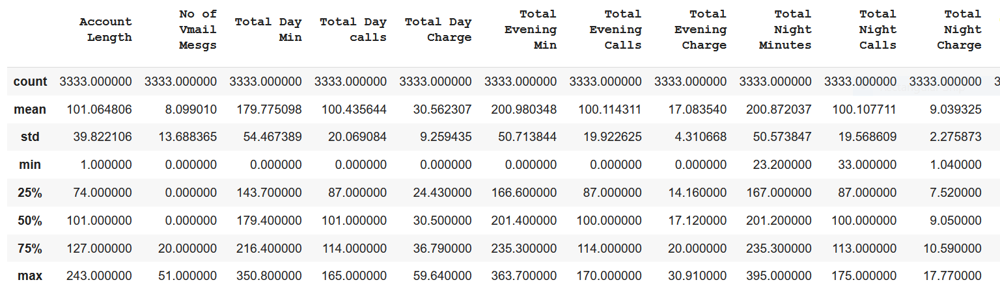 Account Length No of Vmail Mesgs Total Day Min Total Day calls Total Day Charge Total Evening Min Total Evening Calls Total Evening Charge Total Night Minutes Total Night Calls Total Night Charge
count 3333.000000 3333.000000 3333.000000 3333.000000 3333.000000 3333.000000 3333.000000 3333.000000 3333.000000 3333.000000 3333.000000 3
mean 101.064806 8.099010 179.775098 100.435644 30.562307 200.980348 100.114311 17.083540 200.872037 100.107711 9.039325
std 39.822106 13.688365 54.467389 20.069084 9.259435 50.713844 19.922625 4.310668 50.573847 19.568609 2.275873
min 1.000000 0.000000 0.000000 0.000000 0.000000 0.000000 0.000000 0.000000 23.200000 33.000000 1.040000
25% 74.000000 0.000000 143.700000 87.000000 24.430000 166.600000 87.000000 14.160000 167.000000 87.000000 7.520000
50% 101.000000 0.000000 179.400000 101.000000 30.500000 201.400000 100.000000 17.120000 201.200000 100.000000 9.050000
75% 127.000000 20.000000 216.400000 114.000000 36.790000 235.300000 114.000000 20.000000 235.300000 113.000000 10.590000
max 243.000000 51.000000 350.800000 165.000000 59.640000 363.700000 170.000000 30.910000 395.000000 175.000000 17.770000